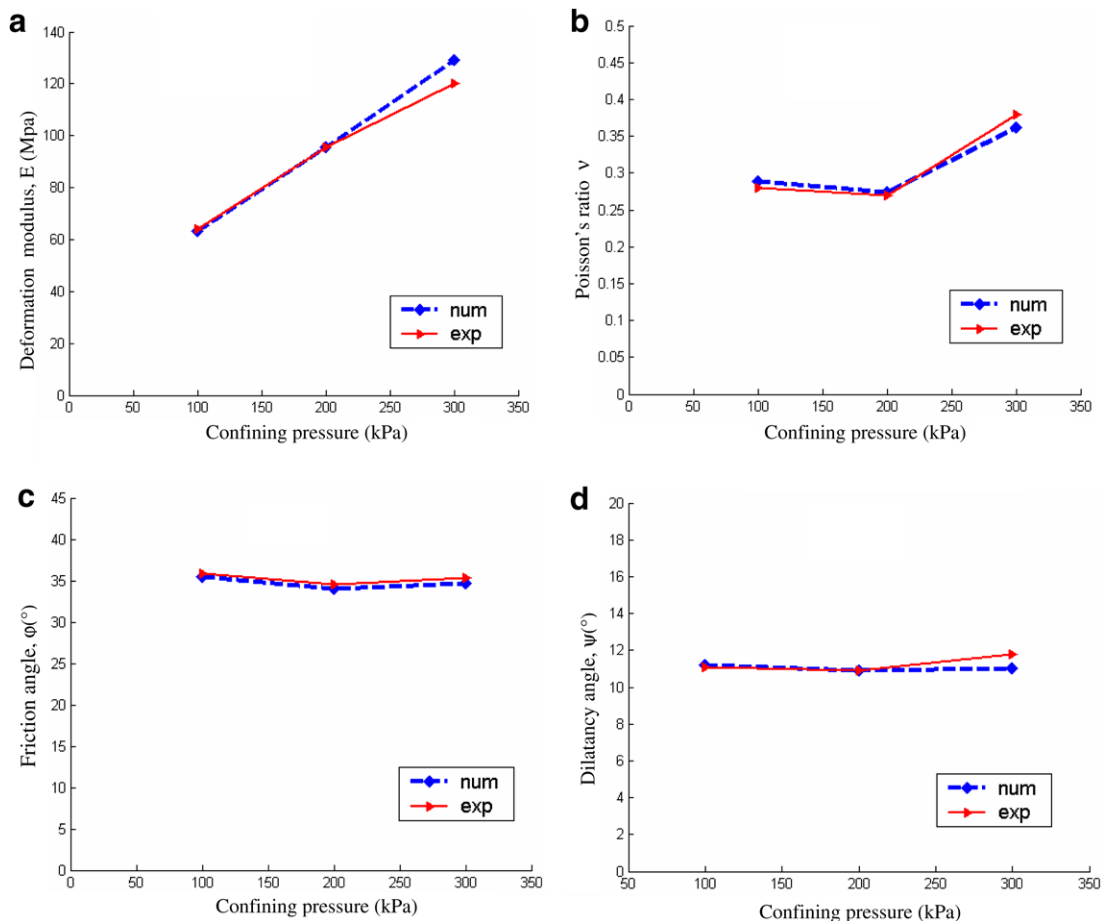 a
140
120
100
80
60
40
20
0
Deformation modulus, E (Mpa)
num
exp
0 50 100 150 200 250 300 350
Confining pressure (kPa)
b
0.5
0.45
0.4
0.35
0.3
0.25
0.2
0.15
0.1
0.05
0
Poisson's ratio ν
num
exp
0 50 100 150 200 250 300 350
Confining pressure (kPa)
c
45
40
35
30
25
20
15
10
5
0
Friction angle, φ(°)
num
exp
0 50 100 150 200 250 300 350
Confining pressure (kPa)
d
20
18
16
14
12
10
8
6
4
2
0
Dilatancy angle, ψ(°)
num
exp
50 100 150 200 250 300 350
Confining pressure (kPa)